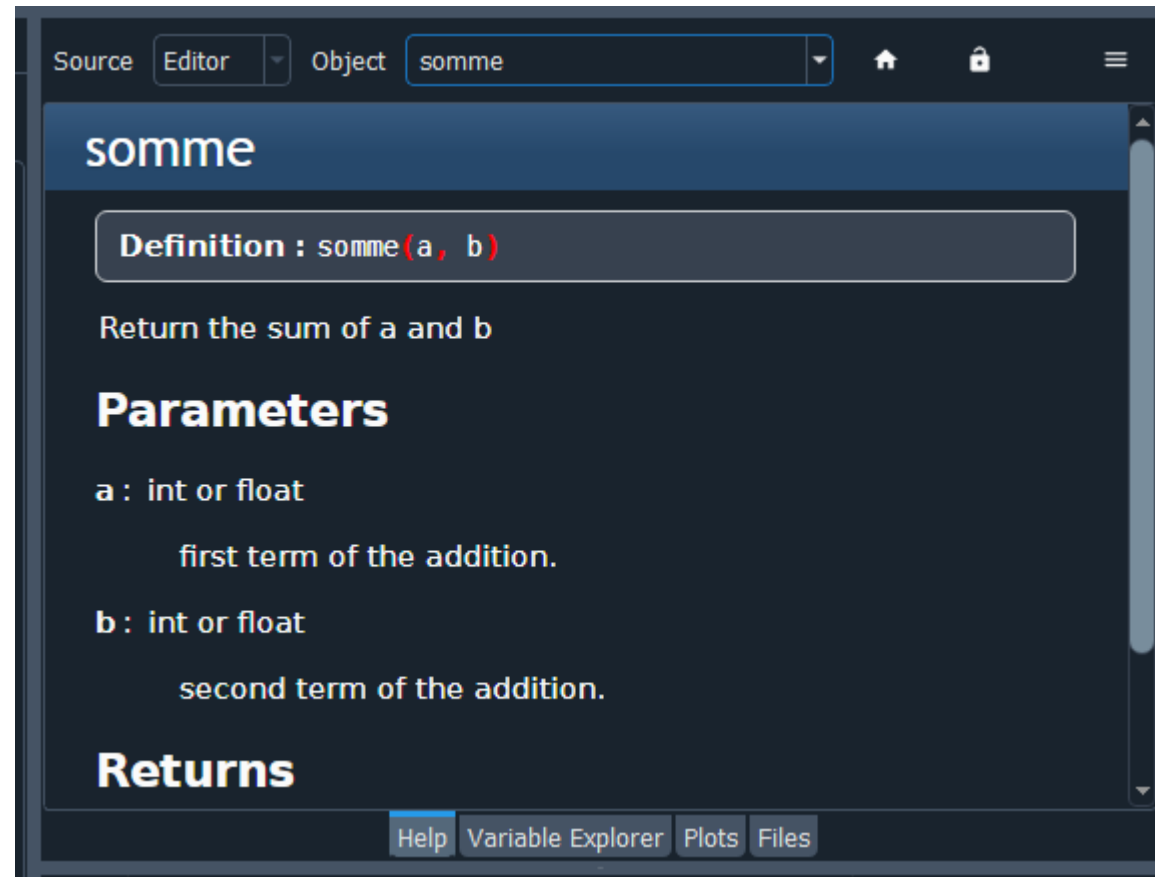 Source Editor Object somme
somme
Definition : somme(a, b)
Return the sum of a and b
Parameters
a : int or float
first term of the addition.
b : int or float
second term of the addition.
Returns
Help Variable Explorer Plots Files